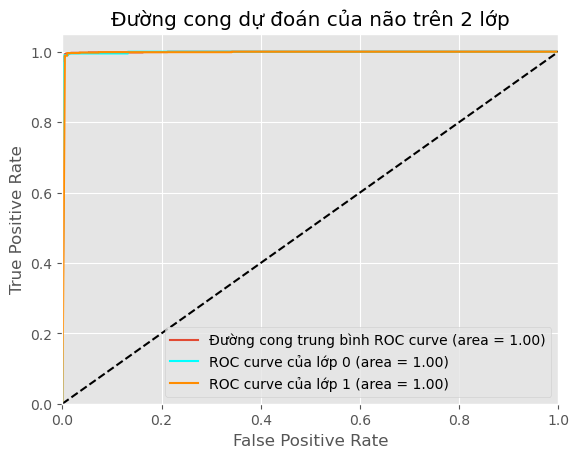 Đường cong dự đoán của não trên 2 lớp
True Positive Rate
1.0
0.8
0.6
0.4
0.2
0.0
Đường cong trung bình ROC curve (area = 1.00)
ROC curve của lớp 0 (area = 1.00)
ROC curve của lớp 1 (area = 1.00)
0.0 0.2 0.4 0.6 0.8 1.0
False Positive Rate